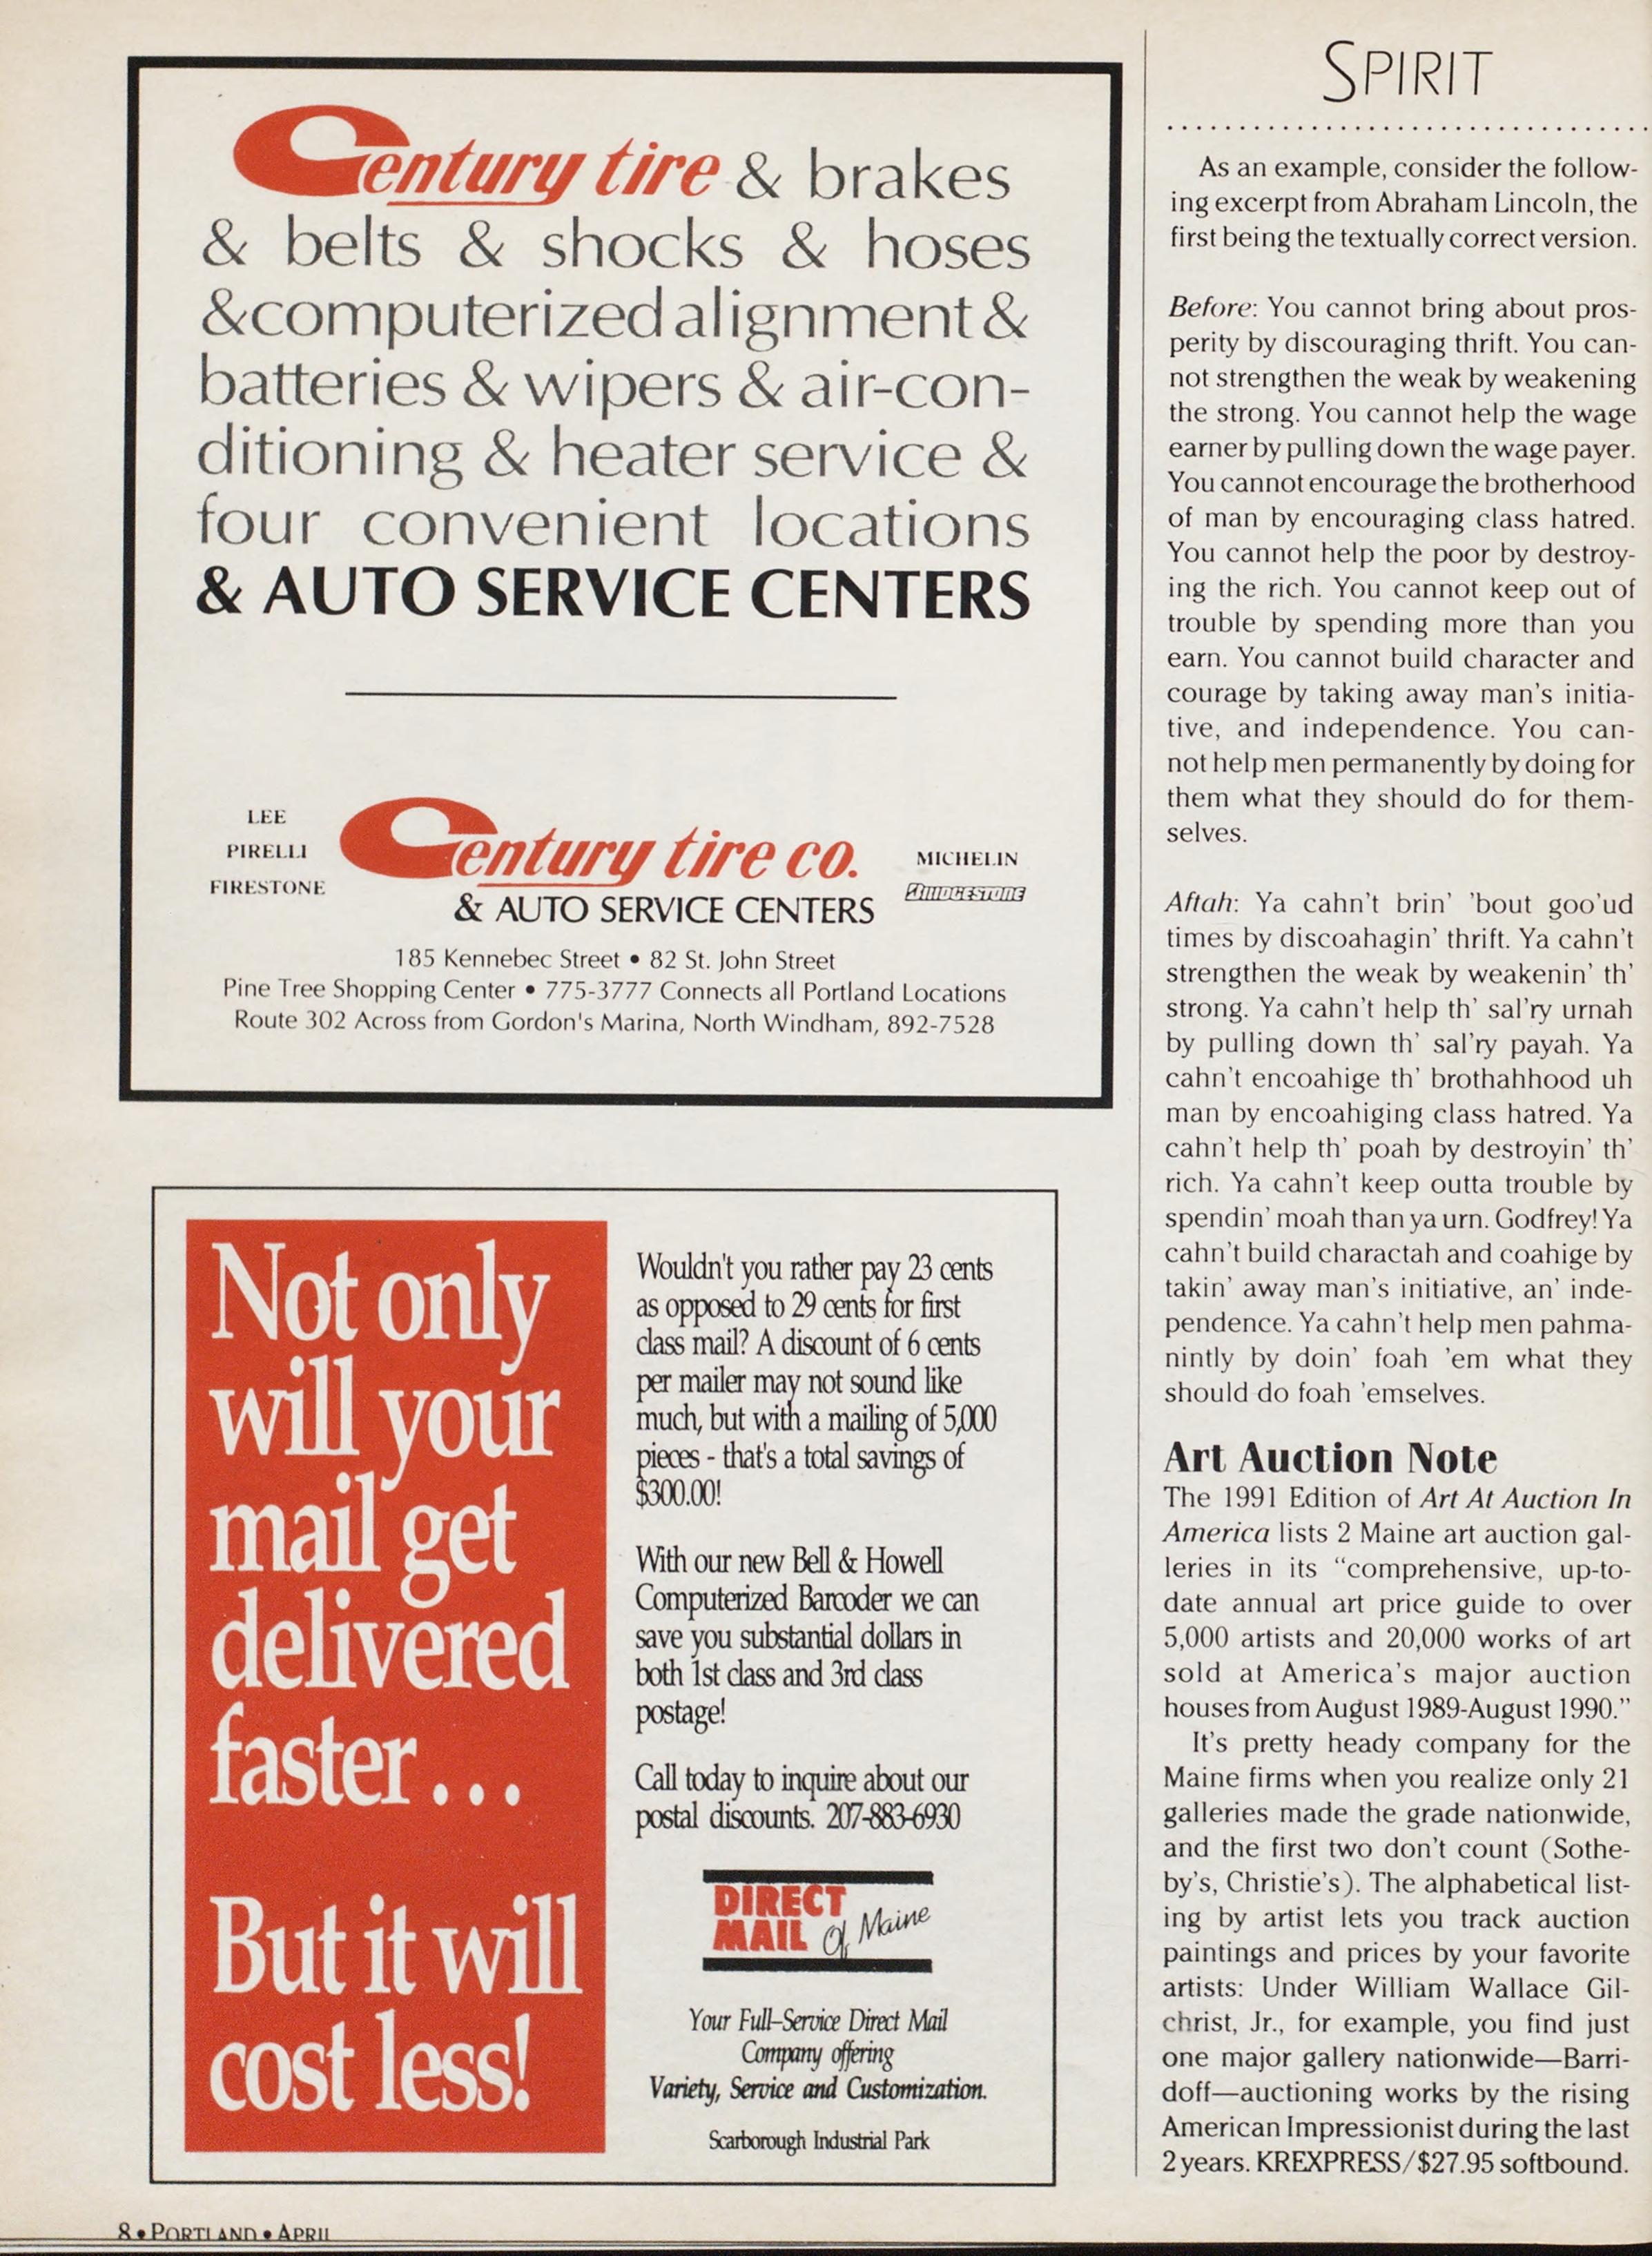 Century tire & brakes
& belts & shocks & hoses
&computerized alignment &
batteries & wipers & air-con-
ditioning & heater service &
four convenient locations
& AUTO SERVICE CENTERS
LEE
PIRELLI
FIRESTONE
Century tire co.
& AUTO SERVICE CENTERS
MICHELIN
BRIDGESTONE
185 Kennebec Street • 82 St. John Street
Pine Tree Shopping Center • 775-3777 Connects all Portland Locations
Route 302 Across from Gordon's Marina, North Windham, 892-7528
Not only
will your
mail get
delivered
faster...
But it will
cost less!
Wouldn't you rather pay 23 cents
as opposed to 29 cents for first
class mail? A discount of 6 cents
per mailer may not sound like
much, but with a mailing of 5,000
pieces - that's a total savings of
$300.00!
With our new Bell & Howell
Computerized Barcoder we can
save you substantial dollars in
both 1st class and 3rd class
postage!
Call today to inquire about our
postal discounts. 207-883-6930
DIRECT
MAIL Of Maine
Your Full-Service Direct Mail
Company offering
Variety, Service and Customization.
Scarborough Industrial Park
SPIRIT
As an example, consider the follow-
ing excerpt from Abraham Lincoln, the
first being the textually correct version.
Before: You cannot bring about pros-
perity by discouraging thrift. You can-
not strengthen the weak by weakening
the strong. You cannot help the wage
earner by pulling down the wage payer.
You cannot encourage the brotherhood
of man by encouraging class hatred.
You cannot help the poor by destroy-
ing the rich. You cannot keep out of
trouble by spending more than you
earn. You cannot build character and
courage by taking away man's initia-
tive, and independence. You can-
not help men permanently by doing for
them what they should do for them-
selves.
Aftah: Ya cahn't brin' 'bout goo'ud
times by discoahagin' thrift. Ya cahn't
strengthen the weak by weakenin' th'
strong. Ya cahn't help th' sal'ry urnah
by pulling down th' sal'ry payah. Ya
cahn't encoahige th' brothahhood uh
man by encoahiging class hatred. Ya
cahn't help th' poah by destroyin' th'
rich. Ya cahn't keep outta trouble by
spendin' moah than ya urn. Godfrey! Ya
cahn't build charactah and coahige by
takin' away man's initiative, an' inde-
pendence. Ya cahn't help men pahma-
nintly by doin' foah 'em what they
should do foah 'emselves.
Art Auction Note
The 1991 Edition of Art At Auction In
America lists 2 Maine art auction gal-
leries in its “comprehensive, up-to-
date annual art price guide to over
5,000 artists and 20,000 works of art
sold at America's major auction
houses from August 1989-August 1990.”
It's pretty heady company for the
Maine firms when you realize only 21
galleries made the grade nationwide,
and the first two don't count (Sothe-
by's, Christie's). The alphabetical list-
ing by artist lets you track auction
paintings and prices by your favorite
artists: Under William Wallace Gil-
christ, Jr., for example, you find just
one major gallery nationwide—Barri-
doff—auctioning works by the rising
American Impressionist during the last
2 years. KREXPRESS/$27.95 softbound.
8 • PORTLAND • APRIL